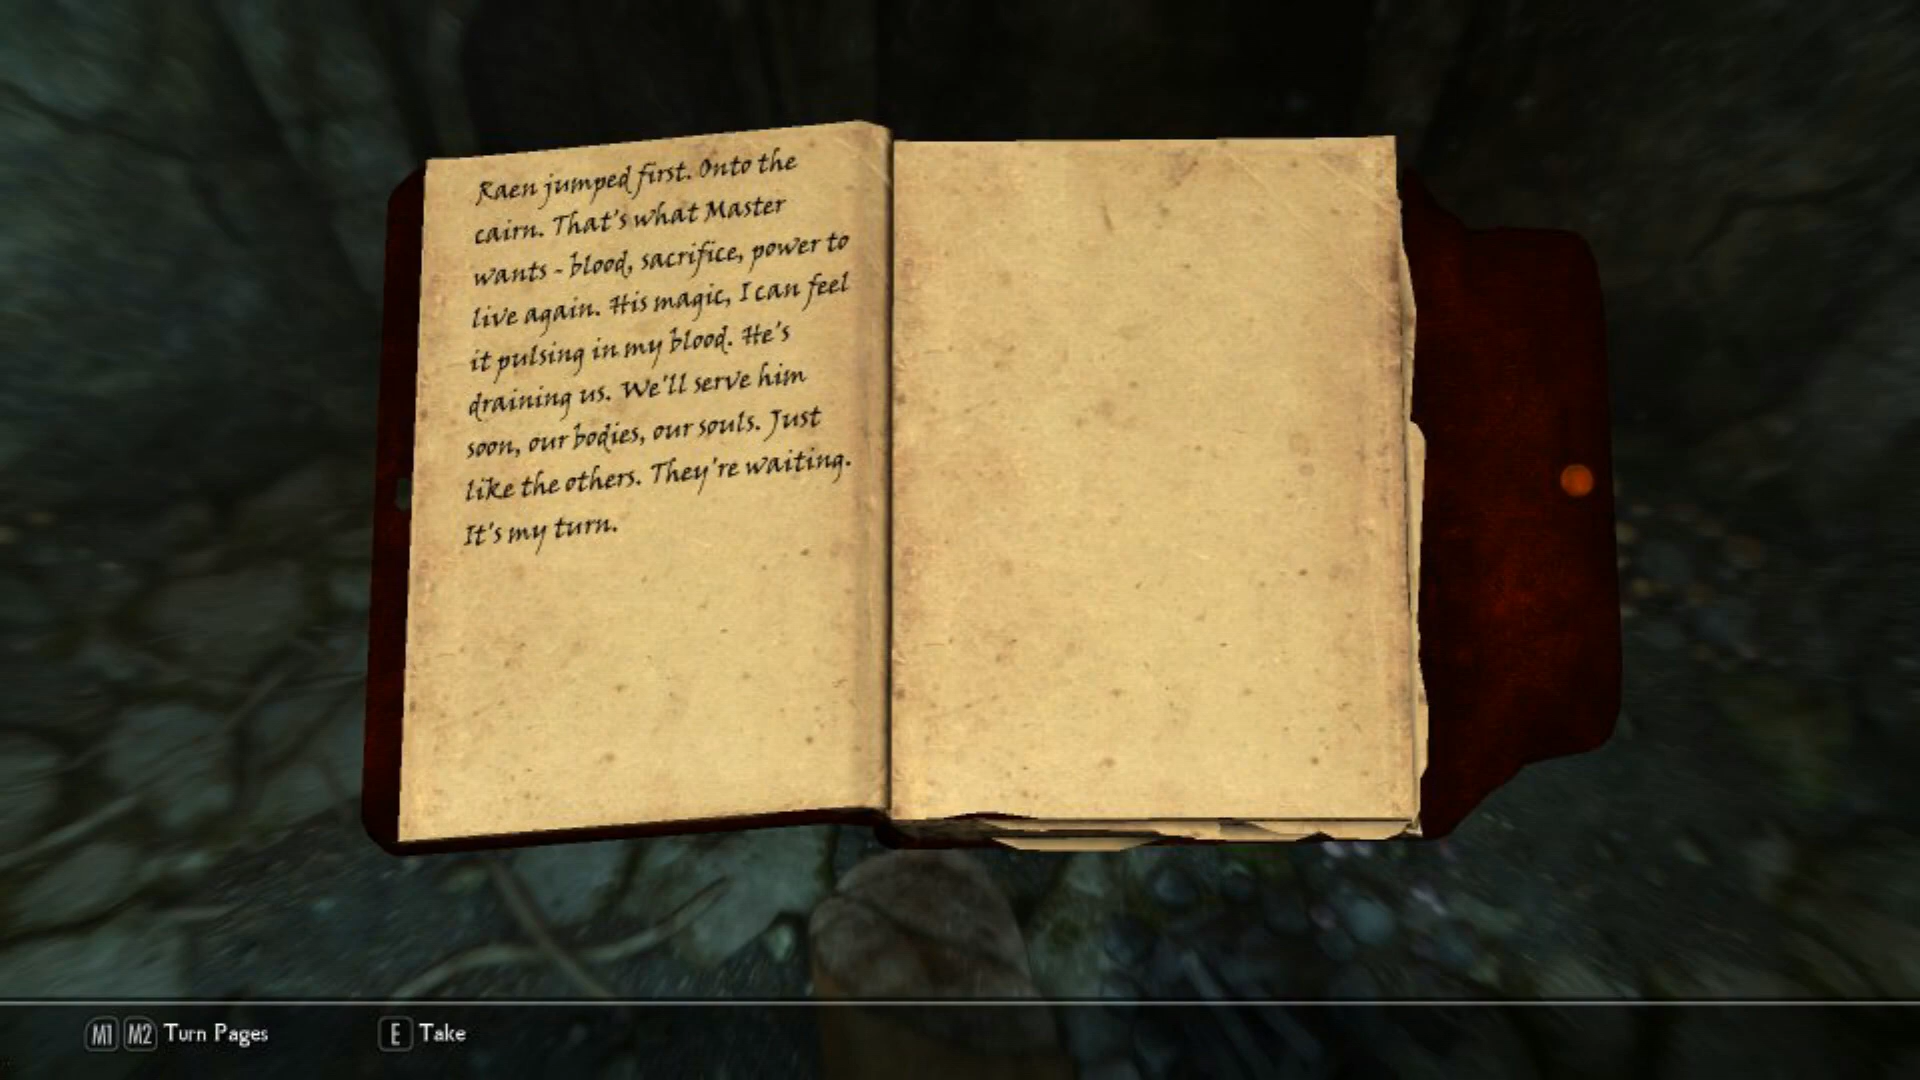 Raen jumped first. Onto the
cairn. That's what Master
wants - blood, sacrifice, power to
live again. His magic, I can feel
it pulsing in my blood. He's
draining us. We'll serve him
soon, our bodies, our souls. Just
like the others. They're waiting.
It's my turn.
M1 M2 Turn Pages
E Take